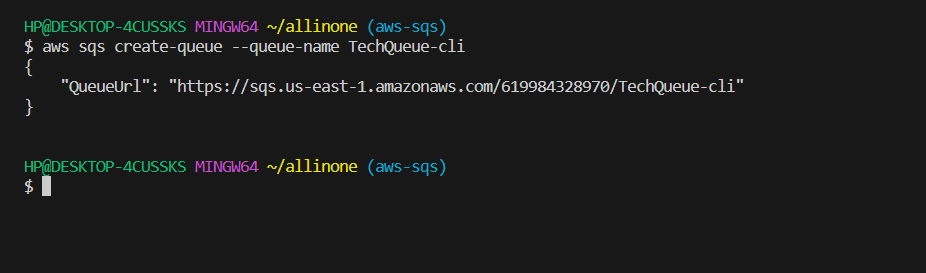 HP@DESKTOP-4CUSSKS MINGW64 ~/allinone (aws-sqs)
$ aws sqs create-queue --queue-name TechQueue-cli
{
    "QueueUrl": "https://sqs.us-east-1.amazonaws.com/619984328970/TechQueue-cli"
}
HP@DESKTOP-4CUSSKS MINGW64 ~/allinone (aws-sqs)
$